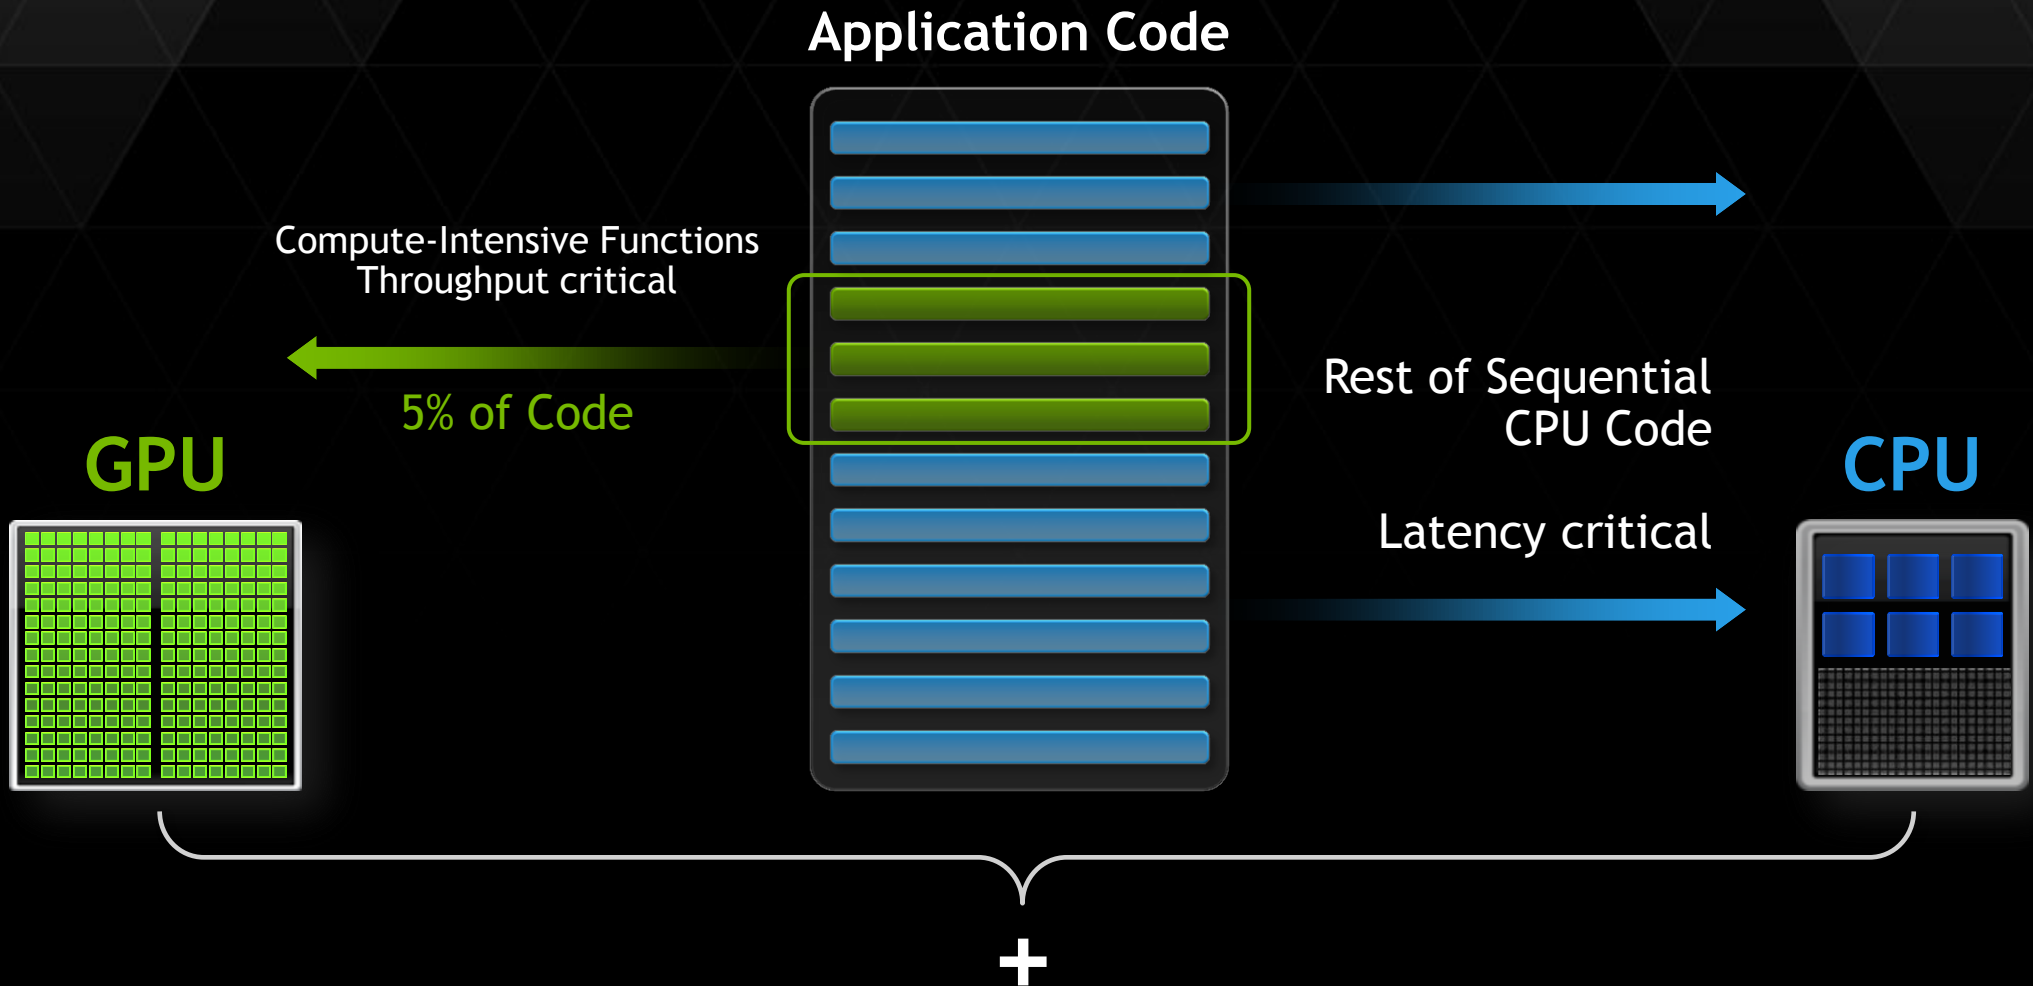 Application Code
Compute-Intensive Functions
Throughput critical
5% of Code
GPU
Rest of Sequential
CPU Code
Latency critical
CPU
+